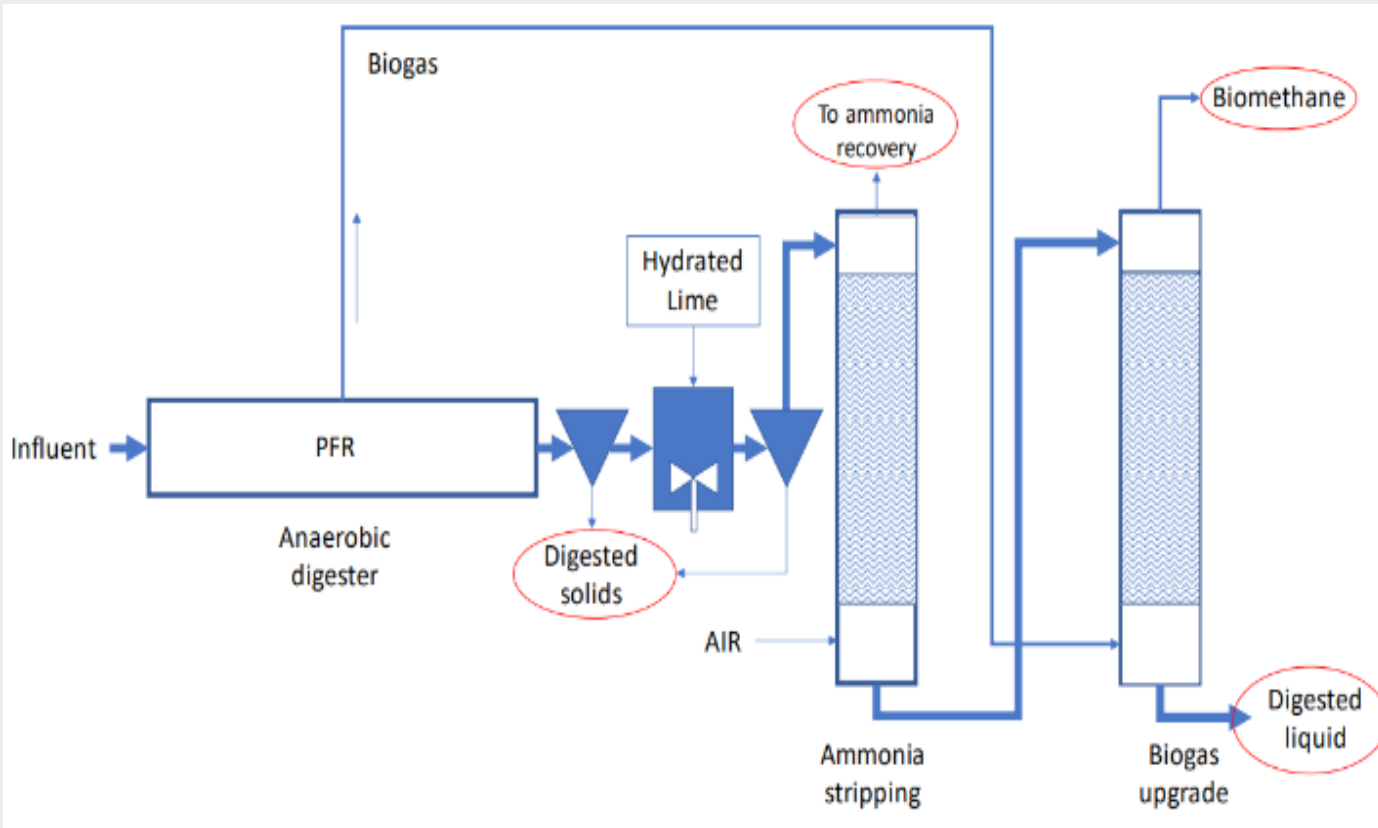 Biogas
To ammonia
recovery
Biomethane
Hydrated
Lime
Influent
PFR
Anaerobic
digester
Digested
solids
AIR
Ammonia
stripping
Biogas
upgrade
Digested
liquid